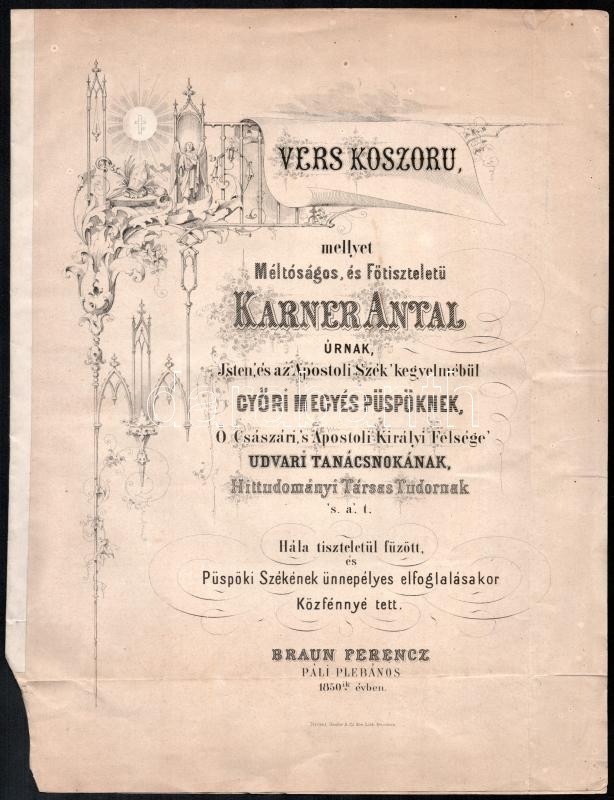 VERS KOSZORU,
mellyet
Méltóságos, és Főtiszteletü
KARNER ANTAL
ÚRNAK,
Isten, és az Apostoli Szék' kegyelméböl
GYŐRI MEGYÉS PÜSPÖKNEK,
Ő Császári, 's Apostoli Királyi Felsége'
UDVARI TANÁCSNOKÁNAK,
Hittudományi Társas Tudornak
's. a'. t.
Hála tiszteletül füzött,
és
Püspöki Székének ünnepélyes elfoglalásakor
Közfénnyé tett.
BRAUN FERENCZ
PÁLI PLEBÁNOS
1850ik évben.